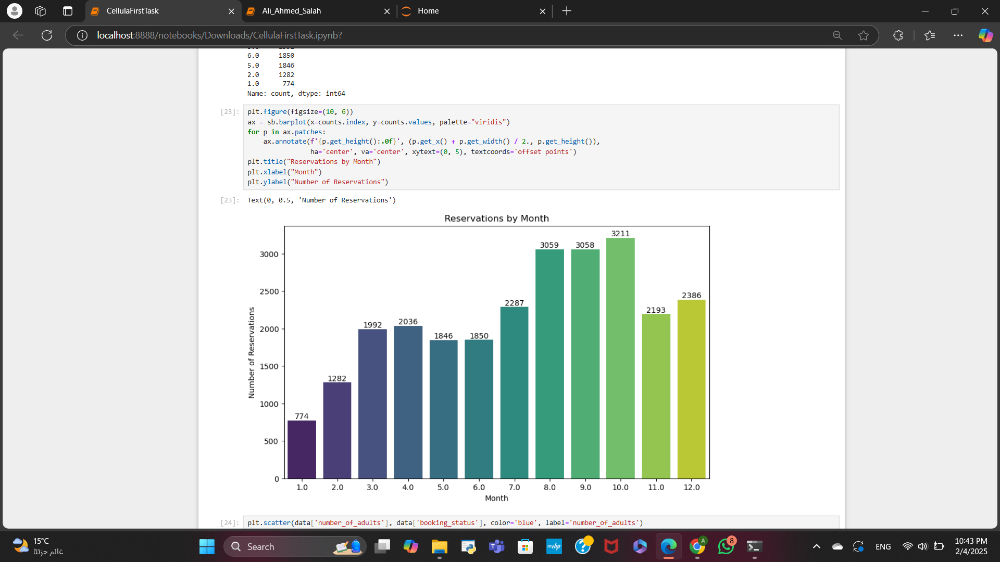 CellulaFirstTask
Ali_Ahmed_Salah
Home
localhost:8888/notebooks/Downloads/CellulaFirstTask.ipynb?
6.0 1850
5.0 1846
2.0 1282
1.0 774
Name: count, dtype: int64
[23]:
plt.figure(figsize=(10, 6))
ax = sb.barplot(x=counts.index, y=counts.values, palette="viridis")
for p in ax.patches:
    ax.annotate(f'{p.get_height():.0f}', (p.get_x() + p.get_width() / 2., p.get_height()),
                ha='center', va='center', xytext=(0, 5), textcoords='offset points')
plt.title("Reservations by Month")
plt.xlabel("Month")
plt.ylabel("Number of Reservations")
[23]: Text(0, 0.5, 'Number of Reservations')
Reservations by Month
Number of Reservations
3000
2500
2000
1500
1000
500
0
774
1282
1992
2036
1846
1850
2287
3059
3058
3211
2193
2386
1.0 2.0 3.0 4.0 5.0 6.0 7.0 8.0 9.0 10.0 11.0 12.0
Month
[24]: plt.scatter(data['number_of_adults'], data['booking_status'], color='blue', label='number_of_adults')
15°C
غائم جزئيًا
Search
myhp
A
8
ENG
10:43 PM
2/4/2025